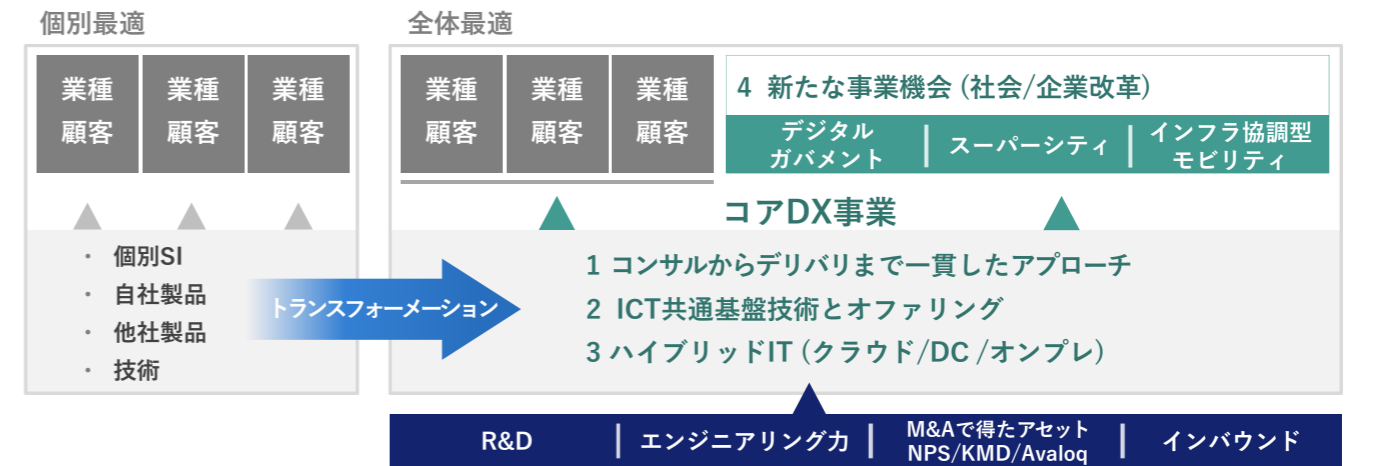 個別最適
業種
顧客
業種
顧客
業種
顧客
・ 個別SI
・ 自社製品
・ 他社製品
・ 技術
トランスフォーメーション
全体最適
業種
顧客
業種
顧客
業種
顧客
4 新たな事業機会(社会/企業改革)
デジタル
ガバメント
スーパーシティ
インフラ協調型
モビリティ
コアDX事業
1 コンサルからデリバリまで一貫したアプローチ
2 ICT共通基盤技術とオファリング
3 ハイブリッドIT(クラウド/DC /オンプレ)
R&D
エンジニアリング力
M&Aで得たアセット
NPS/KMD/Avaloq
インバウンド